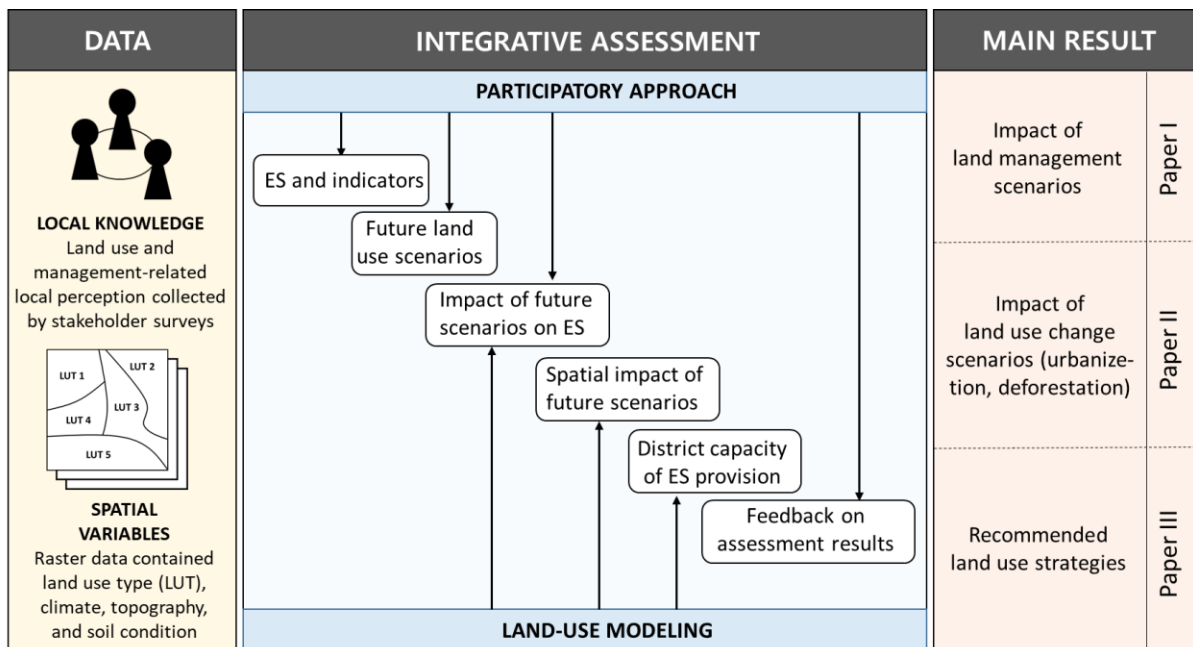 DATA
LOCAL KNOWLEDGE
Land use and
management-related
local perception collected
by stakeholder surveys
LUT 1
LUT 2
LUT 3
LUT 4
LUT 5
SPATIAL
VARIABLES
Raster data contained
land use type (LUT),
climate, topography,
and soil condition
INTEGRATIVE ASSESSMENT
PARTICIPATORY APPROACH
ES and indicators
Future land
use scenarios
Impact of future
scenarios on ES
Spatial impact of
future scenarios
District capacity
of ES provision
Feedback on
assessment results
LAND-USE MODELING
MAIN RESULT
Impact of
land management
scenarios
Paper I
Impact of
land use change
scenarios (urbanize-
tion, deforestation)
Paper II
Recommended
land use strategies
Paper III